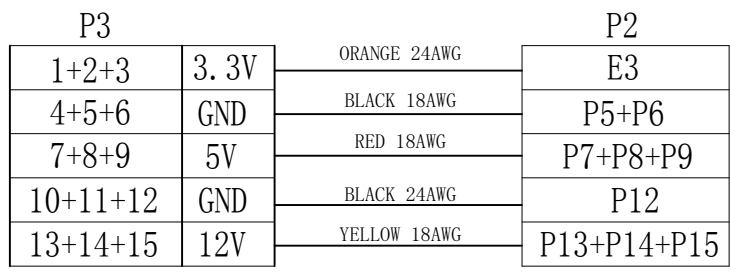 P3 P2
1+2+3 3.3V ORANGE 24AWG E3
4+5+6 GND BLACK 18AWG P5+P6
7+8+9 5V RED 18AWG P7+P8+P9
10+11+12 GND BLACK 24AWG P12
13+14+15 12V YELLOW 18AWG P13+P14+P15